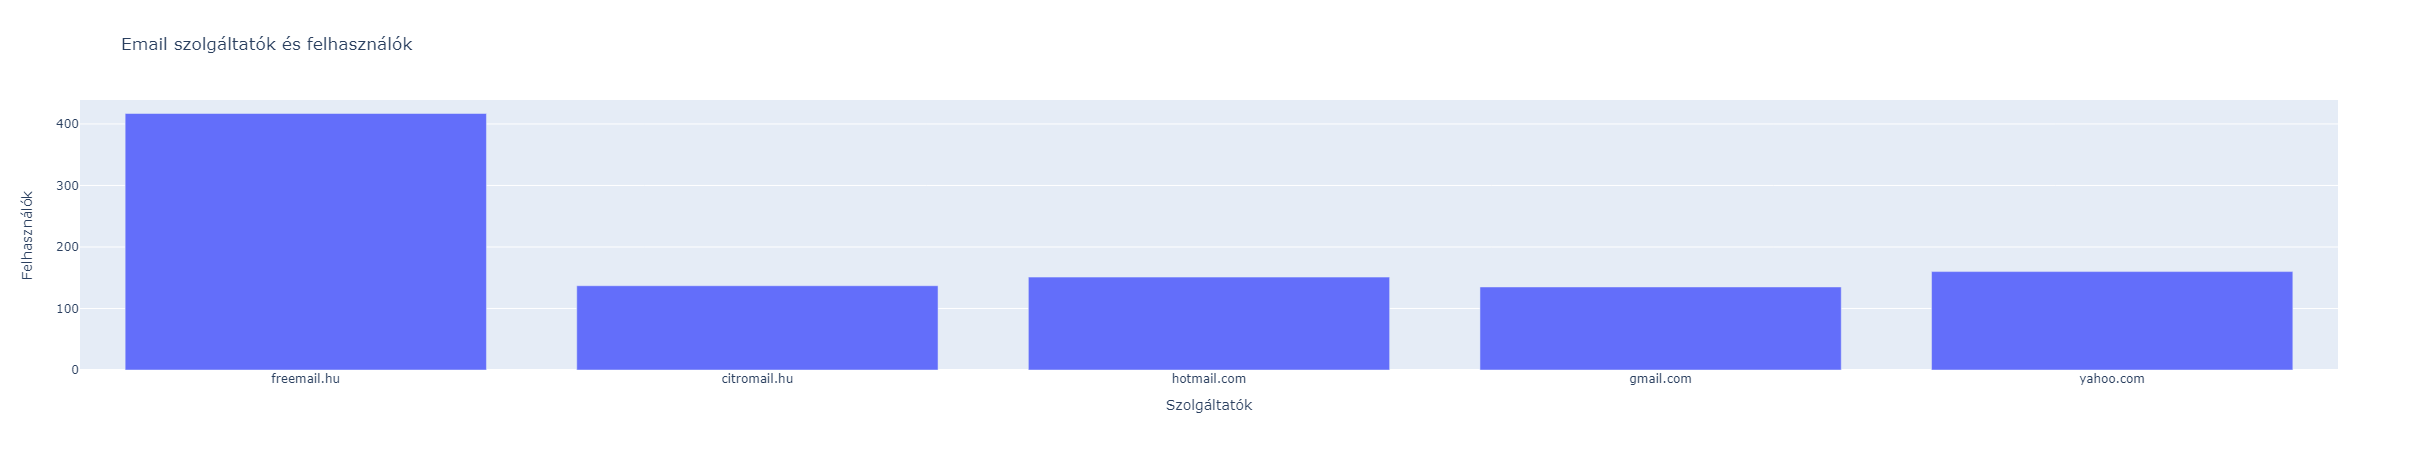 Email szolgáltatók és felhasználók
Felhasználók
400
300
200
100
0
freemail.hu
citromail.hu
hotmail.com
gmail.com
yahoo.com
Szolgáltatók